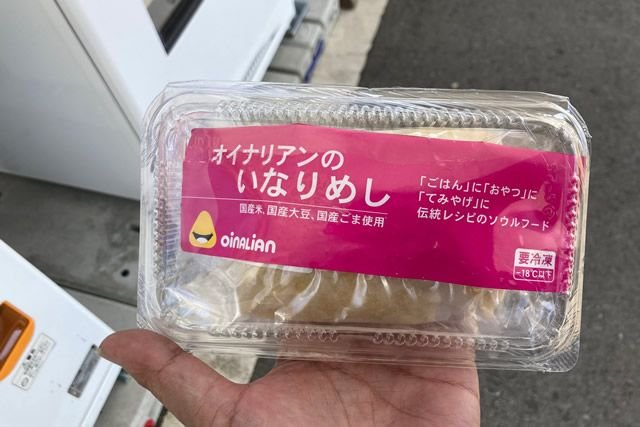 オイナリアンの
いなりめし
国産米、国産大豆、国産ごま使用
OiNALiAN
「ごはん」に「おやつ」に
「てみやげ」に
伝統レシピのソウルフード
要冷凍
-18℃以下